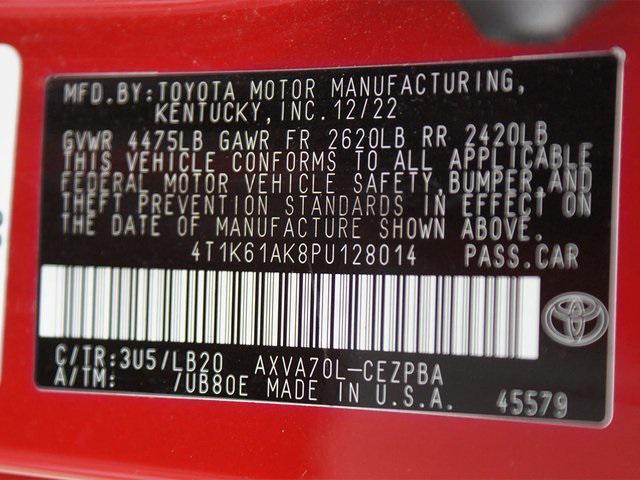 MFD.BY:TOYOTA MOTOR MANUFACTURING,
KENTUCKY, INC. 12/22
GVWR 4475LB GAWR FR 2620LB RR 2420LB
THIS VEHICLE CONFORMS TO ALL APPLICABLE
FEDERAL MOTOR VEHICLE SAFETY, BUMPER, AND
THEFT PREVENTION STANDARDS IN EFFECT ON
THE DATE OF MANUFACTURE SHOWN ABOVE.
4T1K61AK8PU128014 PASS.CAR
C/TR:3U5/LB20 AXVA70L-CEZPBA
A/TM: /UB80E MADE IN U.S.A. 45579